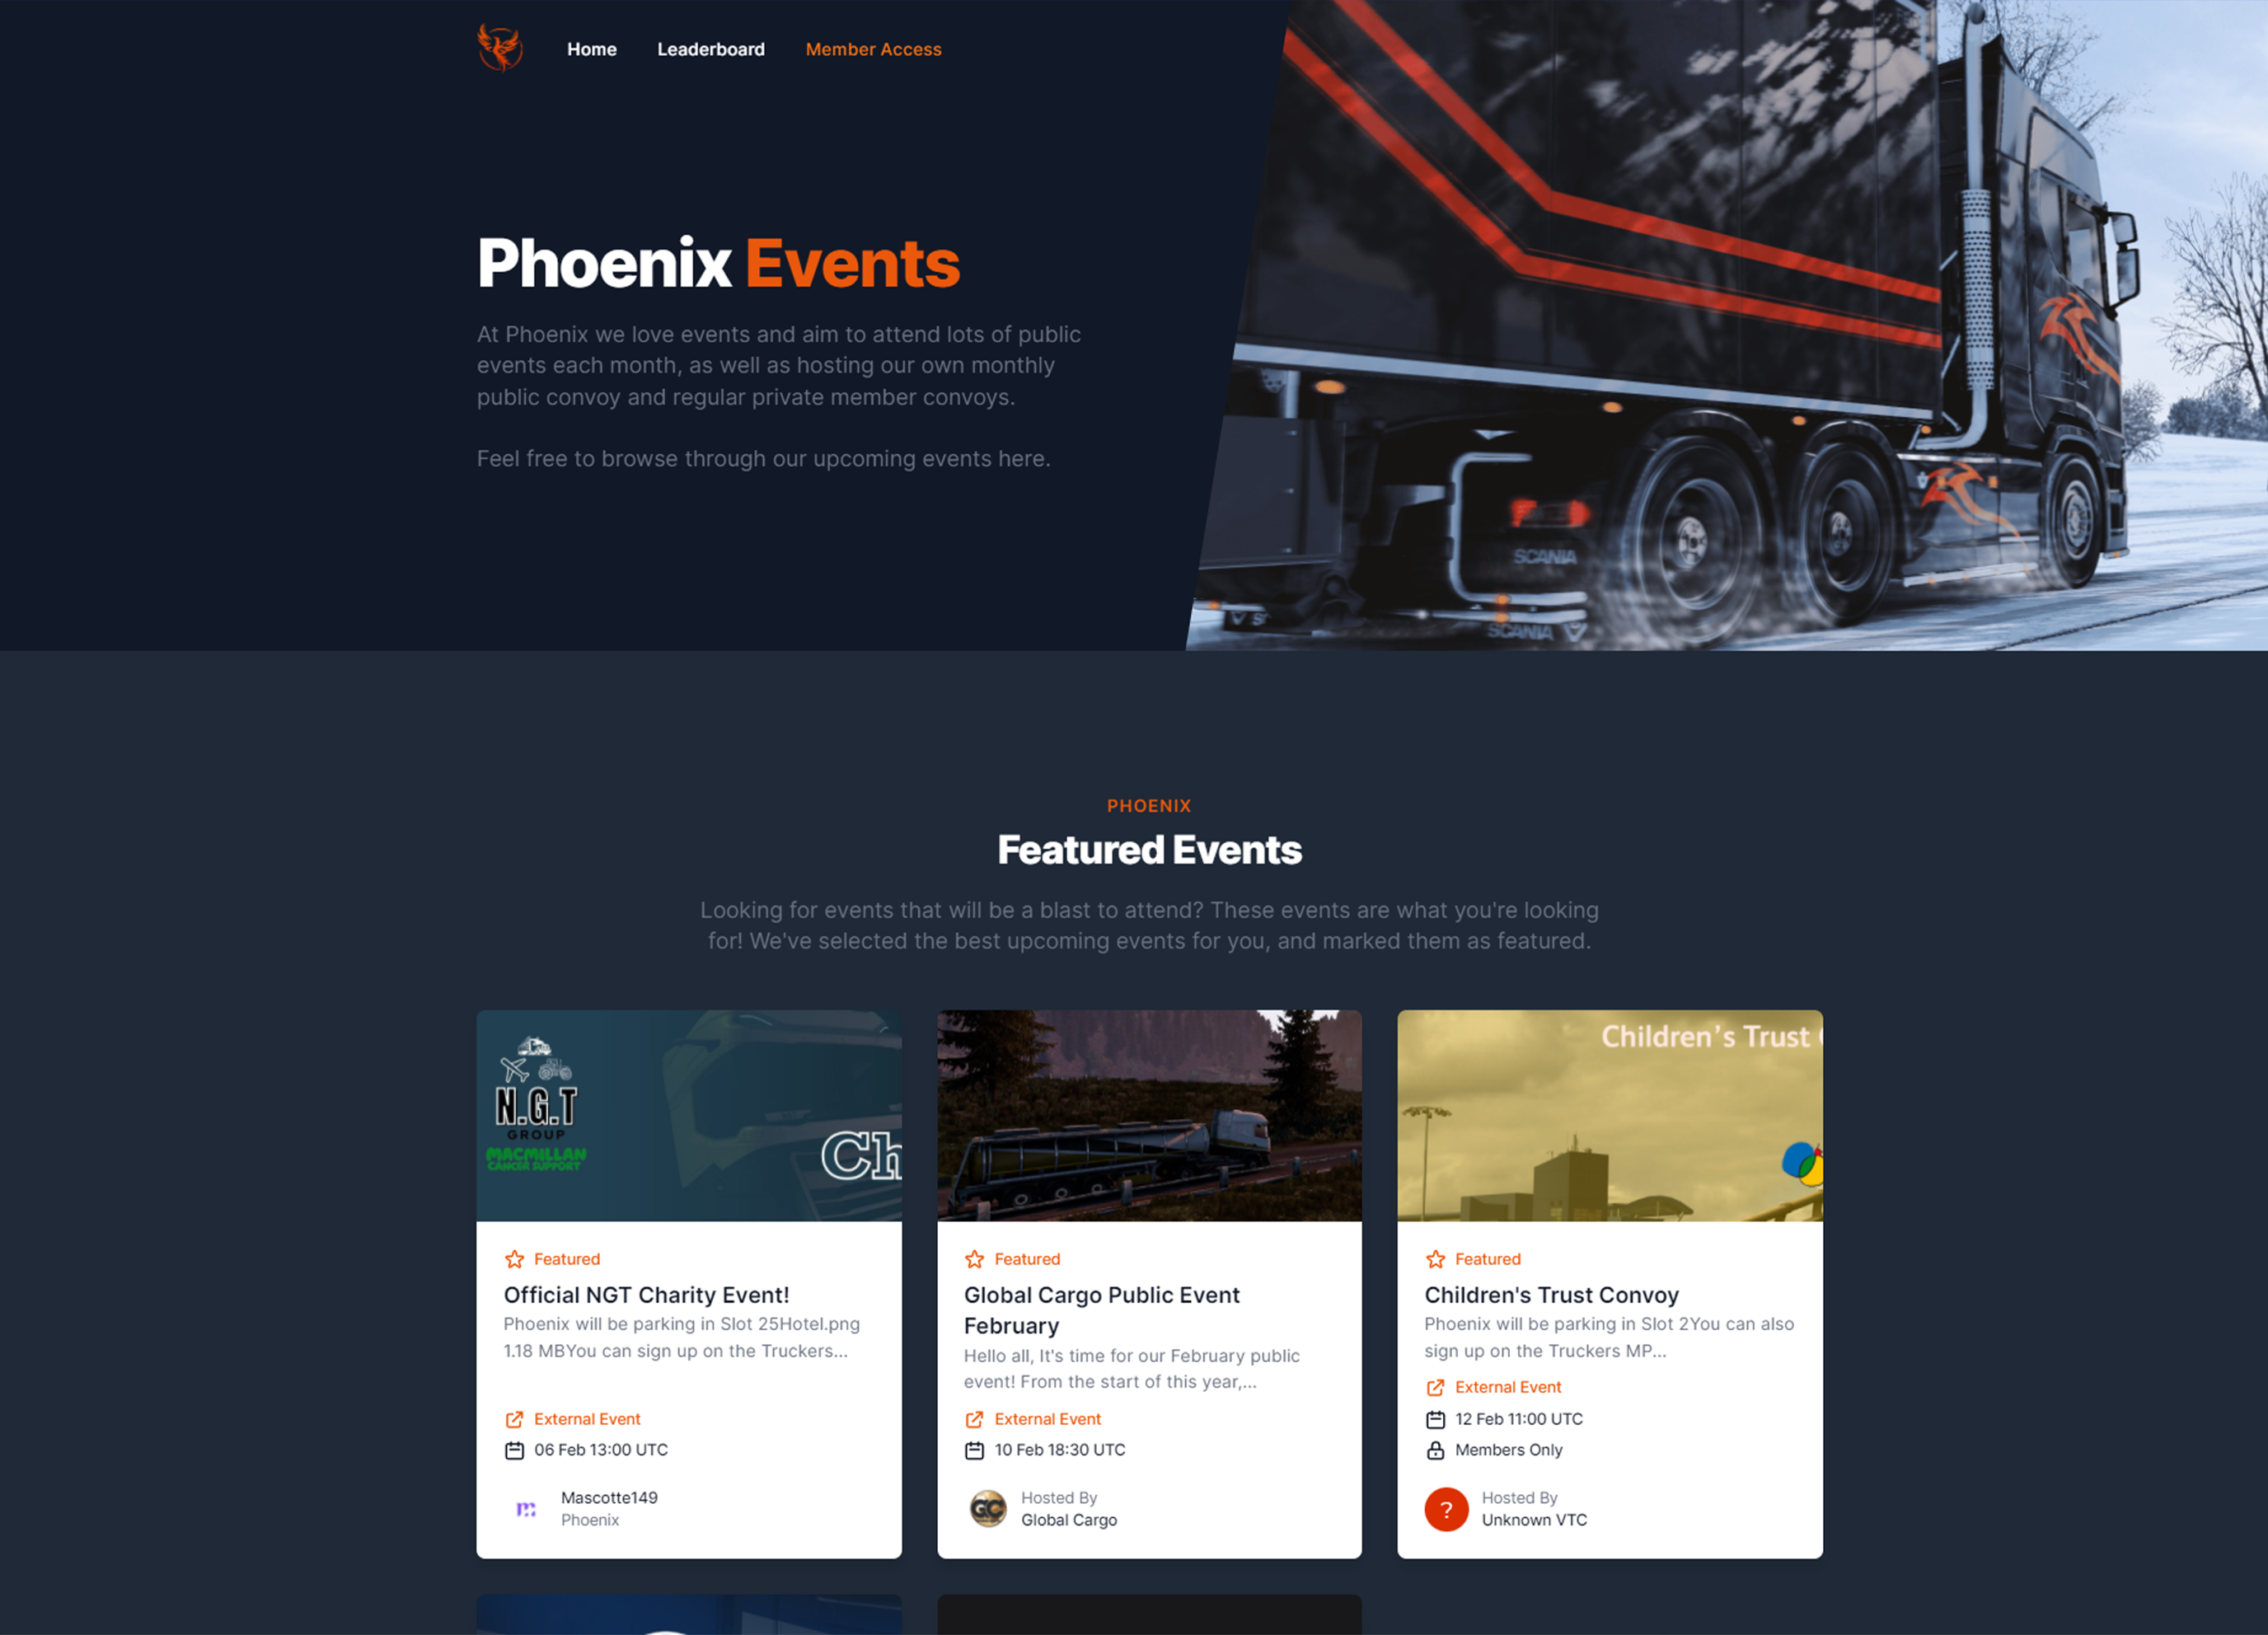 Home Leaderboard Member Access
Phoenix Events
At Phoenix we love events and aim to attend lots of public
events each month, as well as hosting our own monthly
public convoy and regular private member convoys.
Feel free to browse through our upcoming events here.
SCANIA
SCANIA
PHOENIX
Featured Events
Looking for events that will be a blast to attend? These events are what you're looking
for! We've selected the best upcoming events for you, and marked them as featured.
N.G.T
GROUP
MACMILLAN
CANCER SUPPORT
Ch
Featured
Official NGT Charity Event!
Phoenix will be parking in Slot 25Hotel.png
1.18 MBYou can sign up on the Truckers...
External Event
06 Feb 13:00 UTC
m
Mascotte149
Phoenix
Featured
Global Cargo Public Event
February
Hello all, It's time for our February public
event! From the start of this year,...
External Event
10 Feb 18:30 UTC
GC
Hosted By
Global Cargo
Children's Trust
Featured
Children's Trust Convoy
Phoenix will be parking in Slot 2You can also
sign up on the Truckers MP...
External Event
12 Feb 11:00 UTC
Members Only
?
Hosted By
Unknown VTC